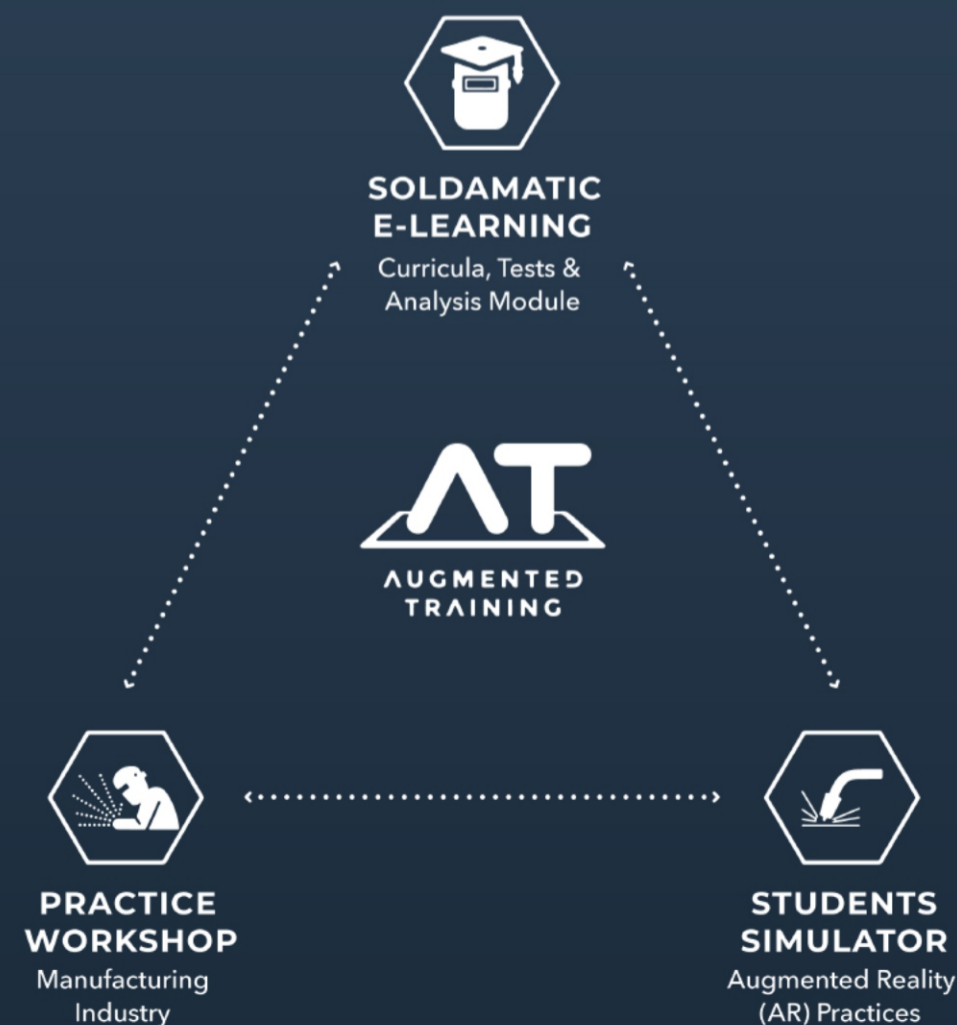 SOLDAMATIC
E-LEARNING
Curricula, Tests &
Analysis Module
AT
AUGMENTED
TRAINING
PRACTICE
WORKSHOP
Manufacturing
Industry
STUDENTS
SIMULATOR
Augmented Reality
(AR) Practices